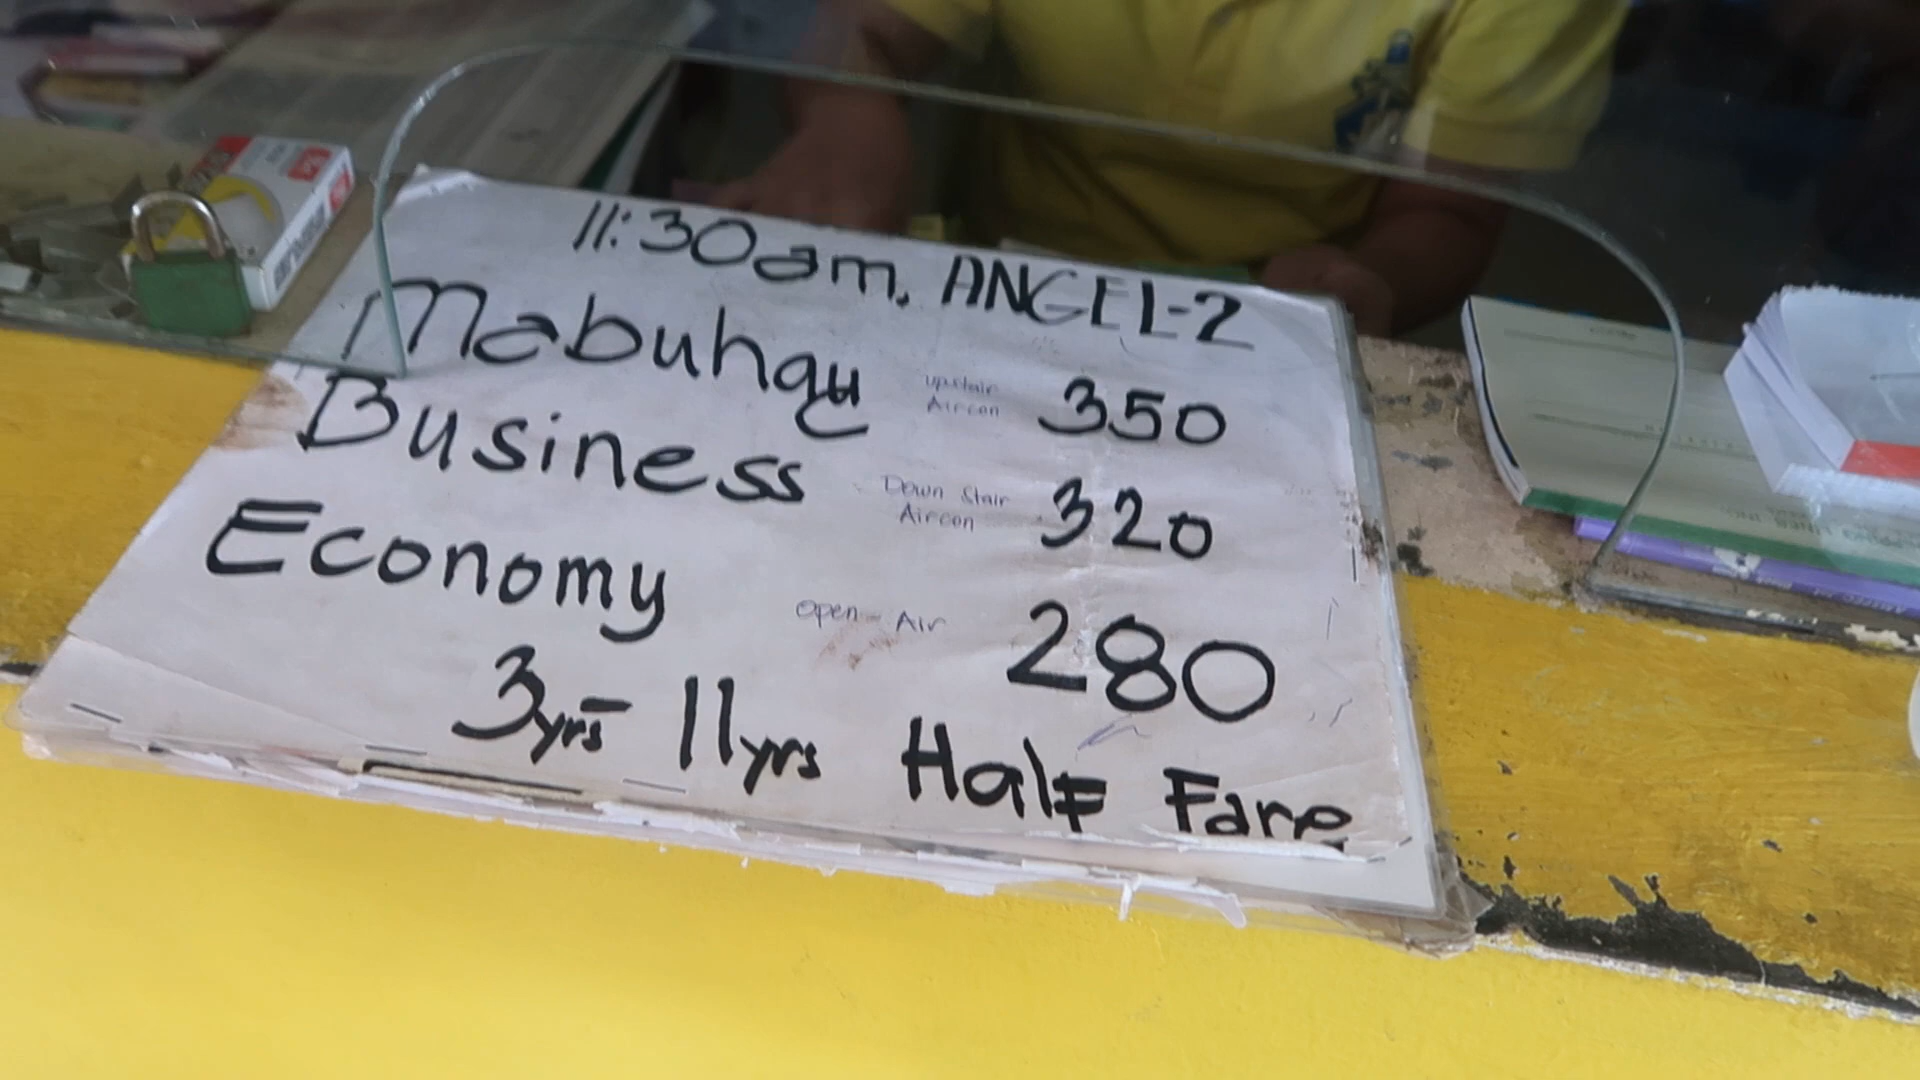 11:30am. ANGEL-2
Mabuhay upstair Aircon 350
Business Down Stair Aircon 320
Economy Open-Air 280
3yrs-11yrs Half Fare